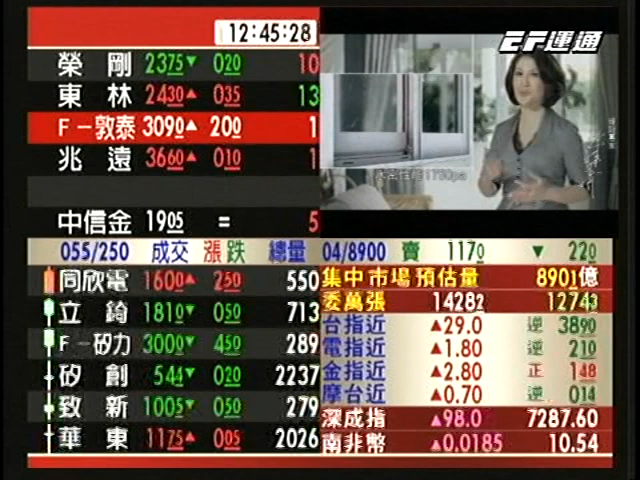 12:45:28
EF運通
榮剛 2375▼ 020 10
東林 2430▲ 035 13
F－敦泰 3090▲ 200 1
兆遠 3660▲ 010 1
中信金 1905 = 5
055/250 成交 漲跌 總量
同欣電 1600▲ 250 550
立錡 1810▼ 050 713
F－矽力 3000▼ 450 289
矽創 544▼ 020 2237
致新 1005▼ 050 279
華東 1175▲ 005 2026
04/8900 賣 1170 ▼ 220
集中市場預估量 8901億
委萬張 14282 12743
台指近 ▲29.0 逆 3890
電指近 ▲1.80 逆 210
金指近 ▲2.80 正 148
摩台近 ▲0.70 逆 014
深成指 ▲98.0 7287.60
南非幣 ▲0.0185 10.54